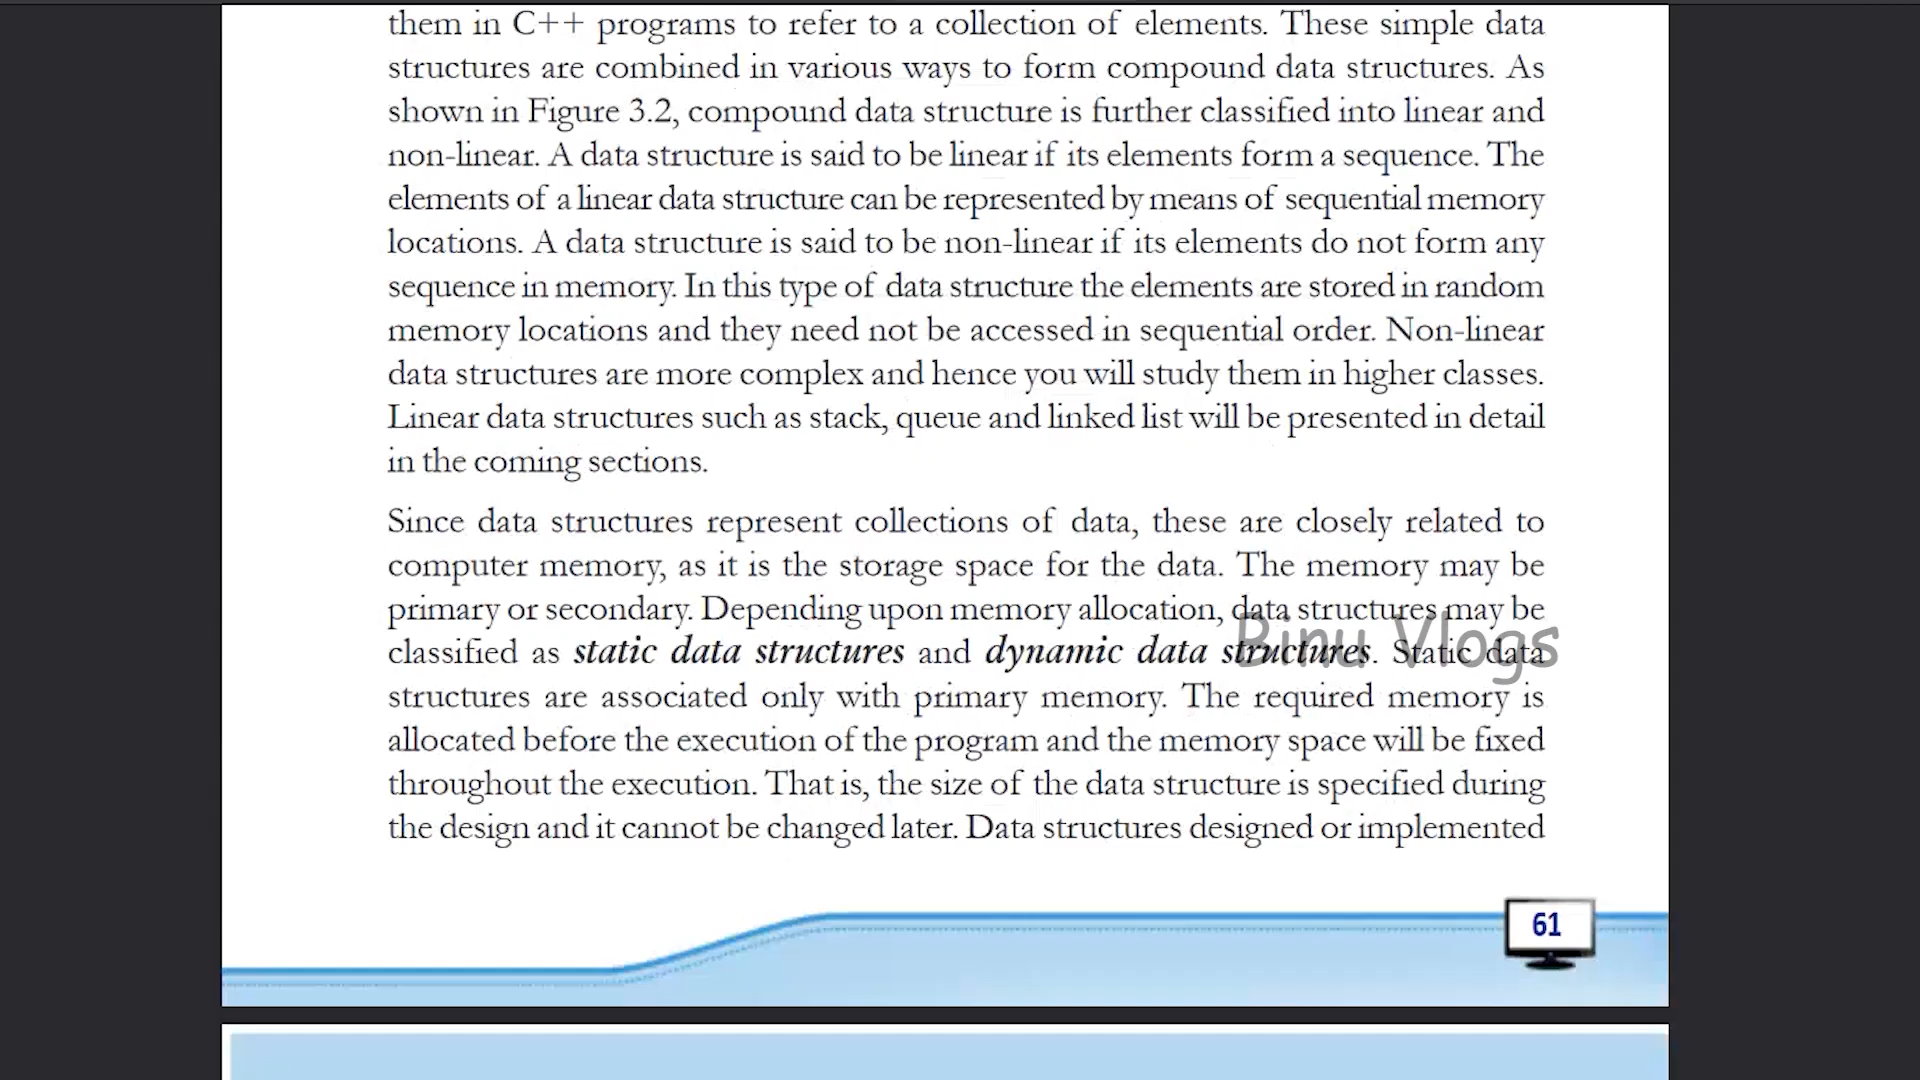 them in C++ programs to refer to a collection of elements. These simple data
structures are combined in various ways to form compound data structures. As
shown in Figure 3.2, compound data structure is further classified into linear and
non-linear. A data structure is said to be linear if its elements form a sequence. The
elements of a linear data structure can be represented by means of sequential memory
locations. A data structure is said to be non-linear if its elements do not form any
sequence in memory. In this type of data structure the elements are stored in random
memory locations and they need not be accessed in sequential order. Non-linear
data structures are more complex and hence you will study them in higher classes.
Linear data structures such as stack, queue and linked list will be presented in detail
in the coming sections.
Since data structures represent collections of data, these are closely related to
computer memory, as it is the storage space for the data. The memory may be
primary or secondary. Depending upon memory allocation, data structures may be
classified as static data structures and dynamic data structures. Static data
structures are associated only with primary memory. The required memory is
allocated before the execution of the program and the memory space will be fixed
throughout the execution. That is, the size of the data structure is specified during
the design and it cannot be changed later. Data structures designed or implemented
Binu Vlogs
61